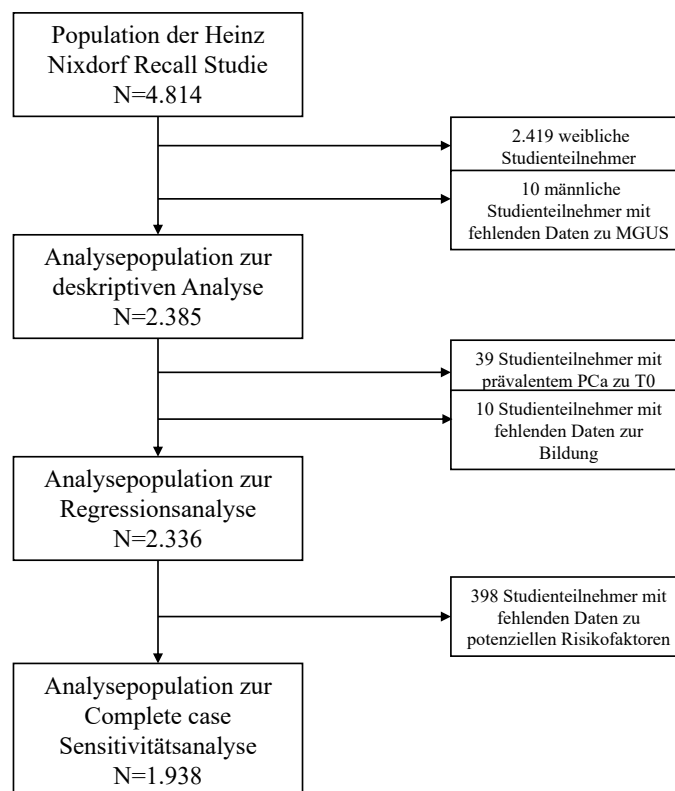 Population der Heinz
Nixdorf Recall Studie
N=4.814
2.419 weibliche
Studienteilnehmer
10 männliche
Studienteilnehmer mit
fehlenden Daten zu MGUS
Analysepopulation zur
deskriptiven Analyse
N=2.385
39 Studienteilnehmer mit
prävalentem PCa zu T0
10 Studienteilnehmer mit
fehlenden Daten zur
Bildung
Analysepopulation zur
Regressionsanalyse
N=2.336
398 Studienteilnehmer mit
fehlenden Daten zu
potenziellen Risikofaktoren
Analysepopulation zur
Complete case
Sensitivitätsanalyse
N=1.938